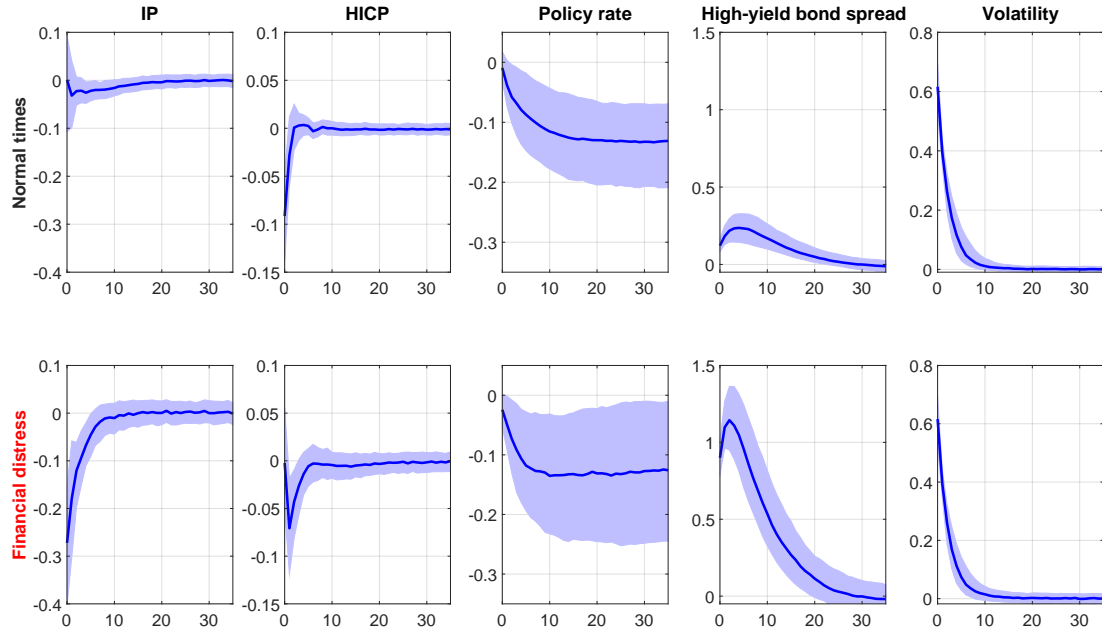 IP HICP Policy rate High-yield bond spread Volatility
Normal times
0.1 0 -0.1 -0.2 -0.3 -0.4
0 10 20 30
0.1 0.05 0 -0.05 -0.1 -0.15
0 10 20 30
0 -0.1 -0.2 -0.3
0 10 20 30
1.5 1 0.5 0
0 10 20 30
0.8 0.6 0.4 0.2 0
0 10 20 30
Financial distress
0.1 0 -0.1 -0.2 -0.3 -0.4
0 10 20 30
0.1 0.05 0 -0.05 -0.1 -0.15
0 10 20 30
0 -0.1 -0.2 -0.3
0 10 20 30
1.5 1 0.5 0
0 10 20 30
0.8 0.6 0.4 0.2 0
0 10 20 30